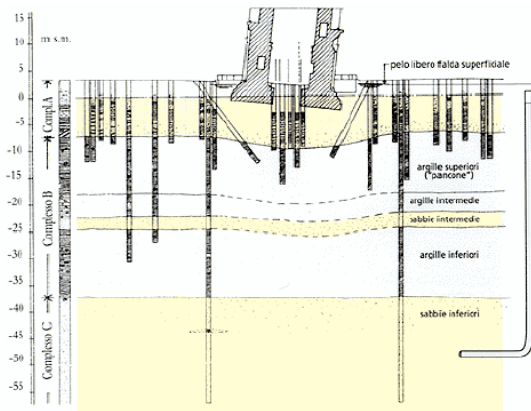 15
10
m s.m.
5
0
-5
-10
-15
-20
-25
-30
-35
-40
-45
-50
-55
Compl.A
Complesso B
Complesso C
pelo libero falda superficiale
argille superiori
("pancone")
argille intermedie
sabbie intermedie
argille inferiori
sabbie inferiori